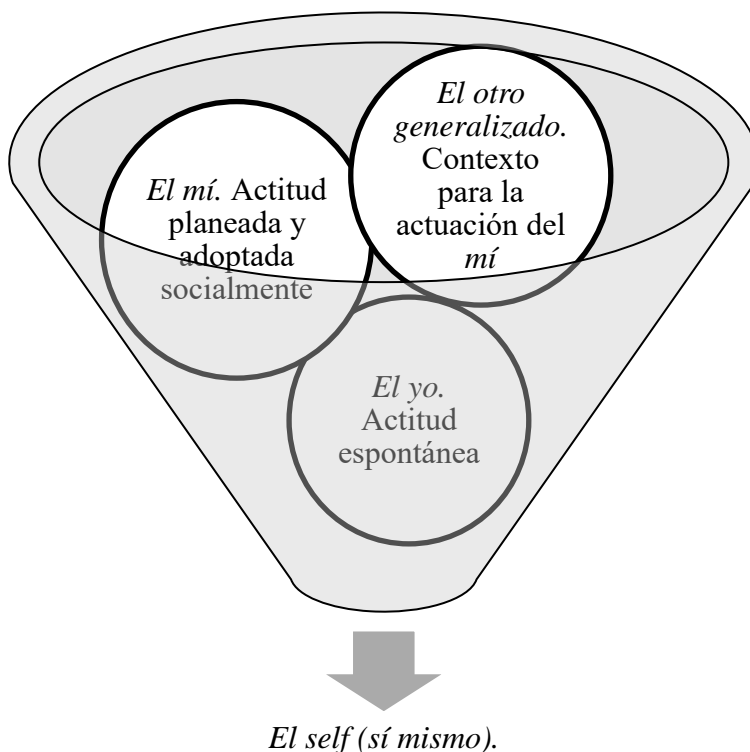 El otro
generalizado.
Contexto
para la
actuación del
mí
El mí. Actitud
planeada y
adoptada
socialmente
El yo.
Actitud
espontánea
El self (sí mismo).